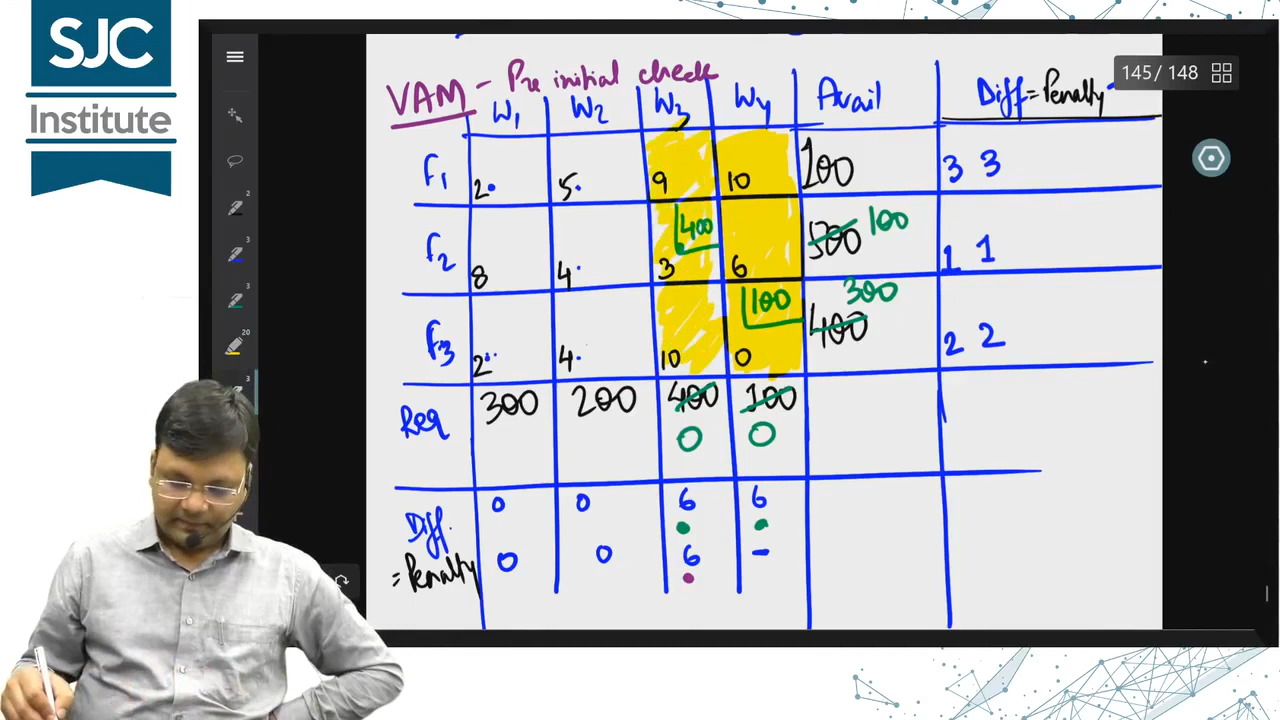 SJC
Institute
145 / 148
VAM - Pre initial check
W1 W2 W3 W4 Avail Diff = Penalty
F1 2 5 9 10 100 3 3
F2 8 4 3 400 6 500 100 1 1
F3 2 4 10 0 100 400 300 2 2
Req 300 200 400 100
0 0
Diff. 0 0 6 6
= Penalty 0 0 6 -